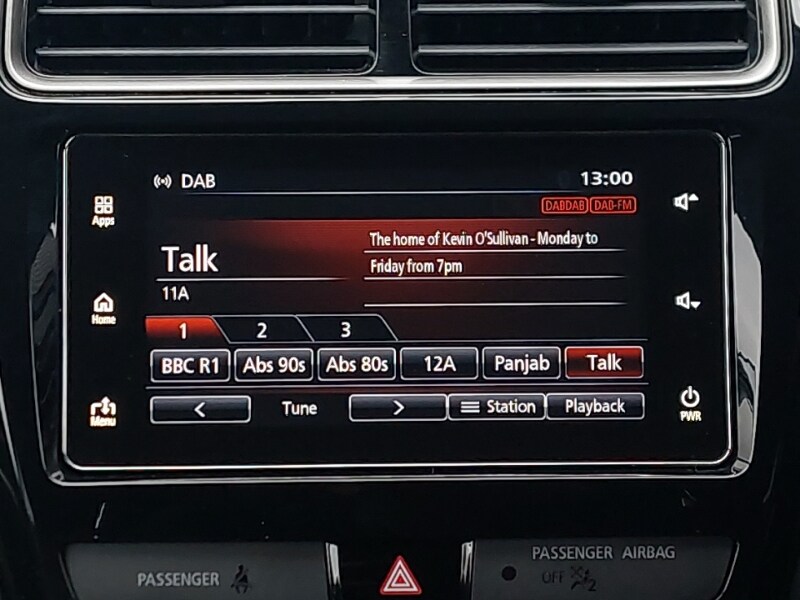 DAB
13:00
DABDAB DAB-FM
Apps
Talk
The home of Kevin O'Sullivan - Monday to
Friday from 7pm
11A
Home
1 2 3
BBC R1 Abs 90s Abs 80s 12A Panjab Talk
Menu
< Tune > Station Playback
PWR
PASSENGER
PASSENGER AIRBAG
OFF 2